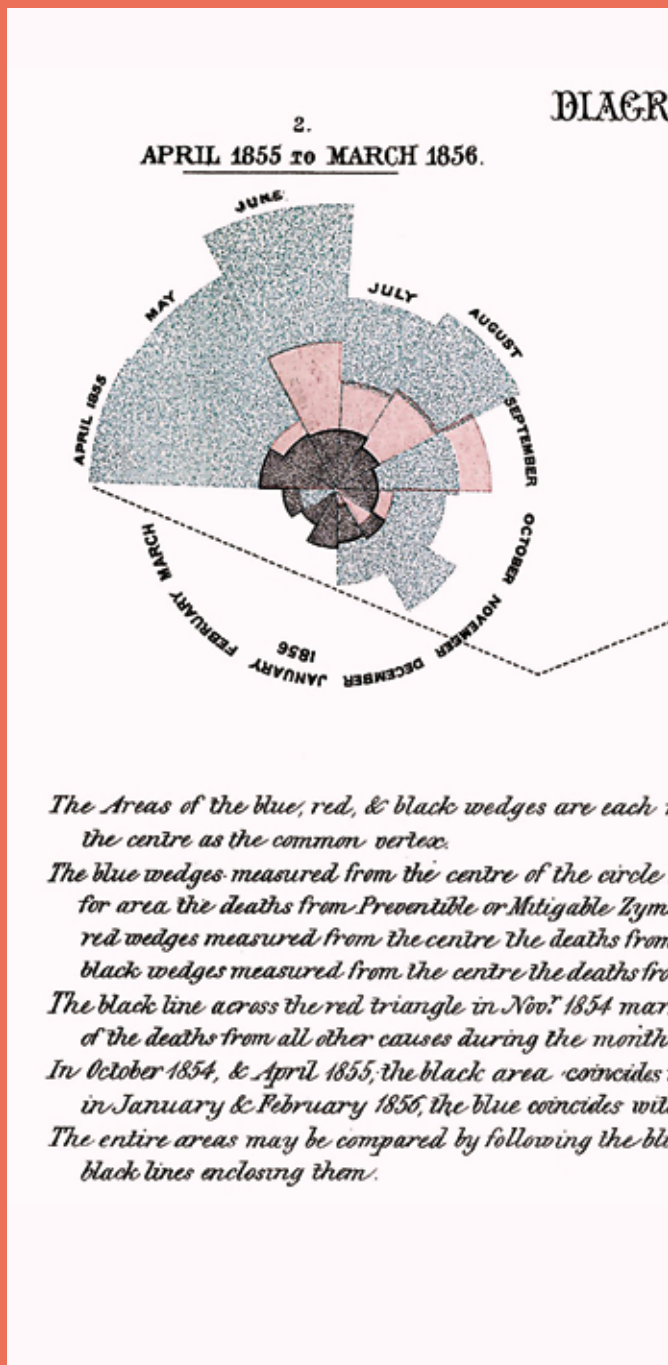 DIAGR
2.
APRIL 1855 TO MARCH 1856.
JUNE
JULY
AUGUST
MAY
APRIL 1855
SEPTEMBER
OCTOBER
NOVEMBER
DECEMBER
JANUARY
1856
FEBRUARY
MARCH
The Areas of the blue, red, & black wedges are each
the centre as the common vertex.
The blue wedges measured from the centre of the circle
for area the deaths from Preventible or Mitigable Zym
red wedges measured from the centre the deaths from
black wedges measured from the centre the deaths fro
The black line across the red triangle in Nov.r 1854 mar
of the deaths from all other causes during the month
In October 1854, & April 1855, the black area coincides
in January & February 1856, the blue coincides wit
The entire areas may be compared by following the bl
black lines enclosing them.